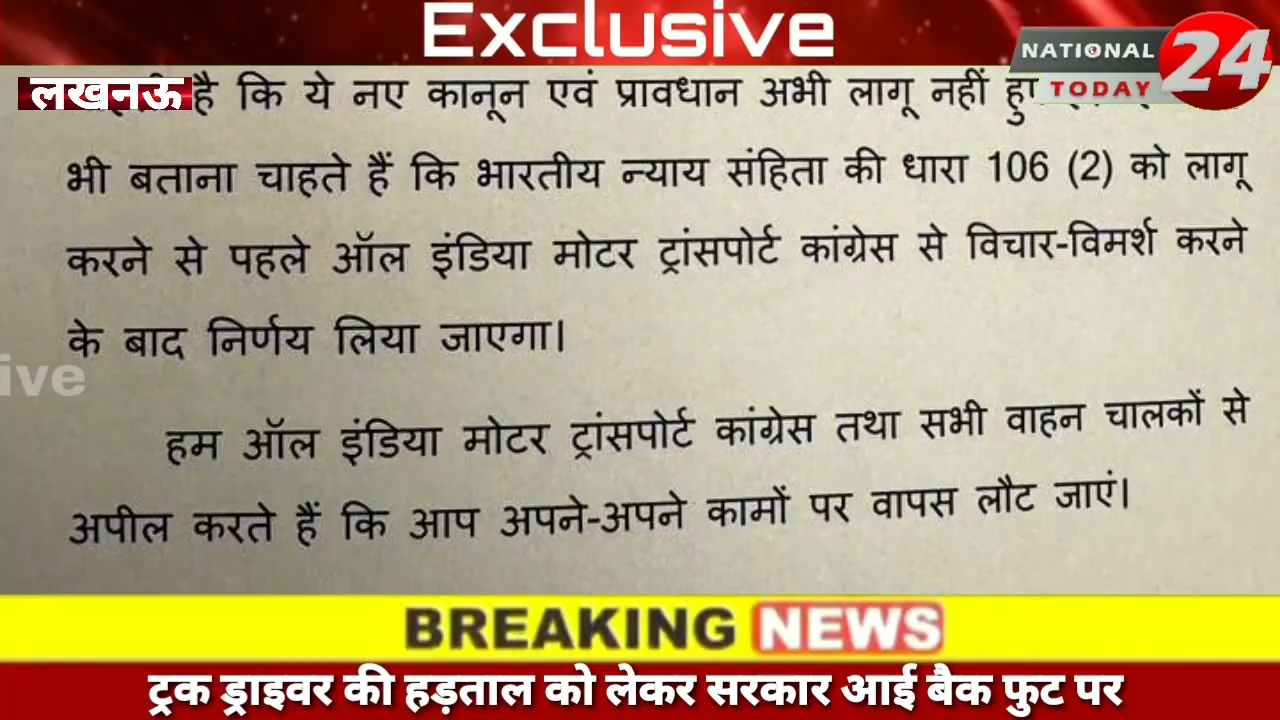 Exclusive
NATIONAL
TODAY
24
लखनऊ
है कि ये नए कानून एवं प्रावधान अभी लागू नहीं
भी बताना चाहते हैं कि भारतीय न्याय संहिता की धारा 106 (2) को लागू
करने से पहले ऑल इंडिया मोटर ट्रांसपोर्ट कांग्रेस से विचार-विमर्श करने
के बाद निर्णय लिया जाएगा।
ive
हम ऑल इंडिया मोटर ट्रांसपोर्ट कांग्रेस तथा सभी वाहन चालकों से
अपील करते हैं कि आप अपने-अपने कामों पर वापस लौट जाएं।
BREAKING NEWS
ट्रक ड्राइवर की हड़ताल को लेकर सरकार आई बैक फुट पर